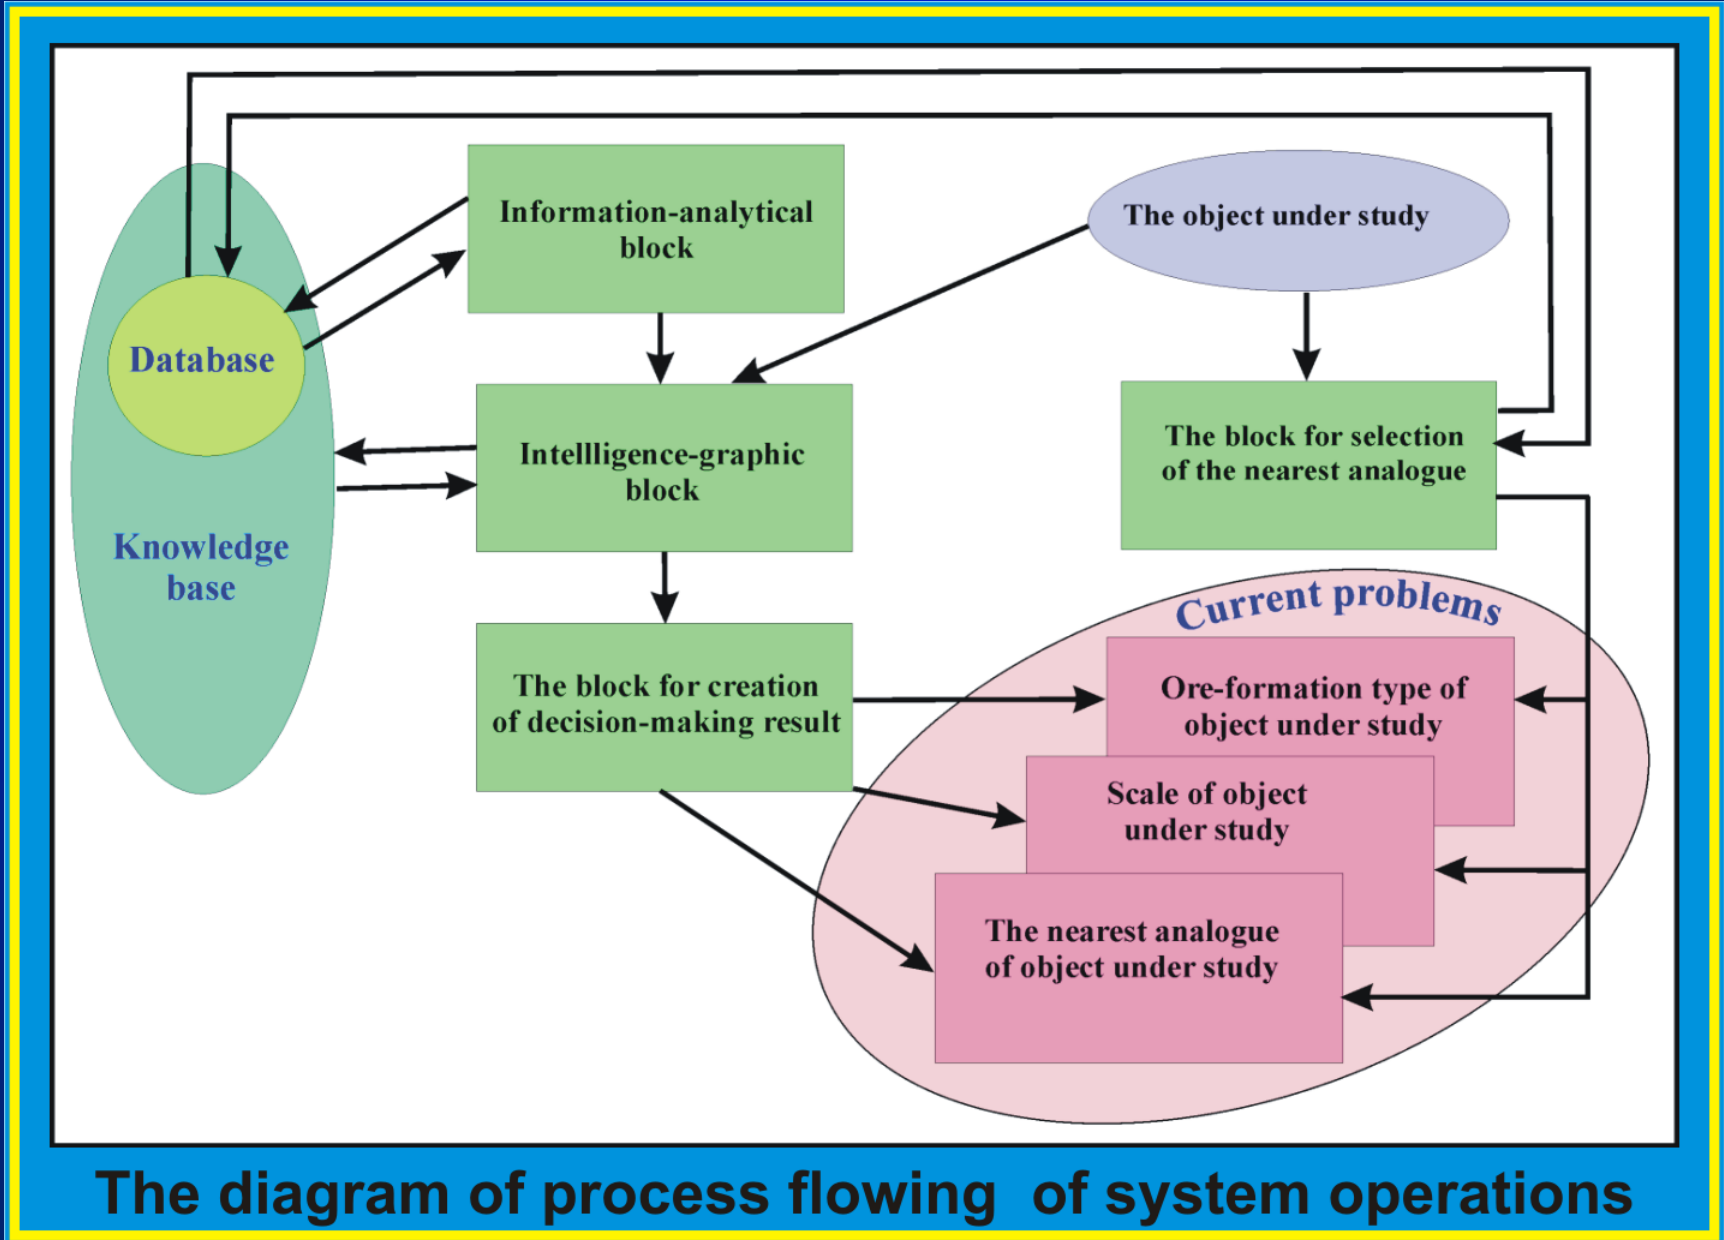 Information-analytical
block
The object under study
Database
The block for selection
of the nearest analogue
Intellligence-graphic
block
Knowledge
base
Current problems
The block for creation
of decision-making result
Ore-formation type of
object under study
Scale of object
under study
The nearest analogue
of object under study
The diagram of process flowing of system operations